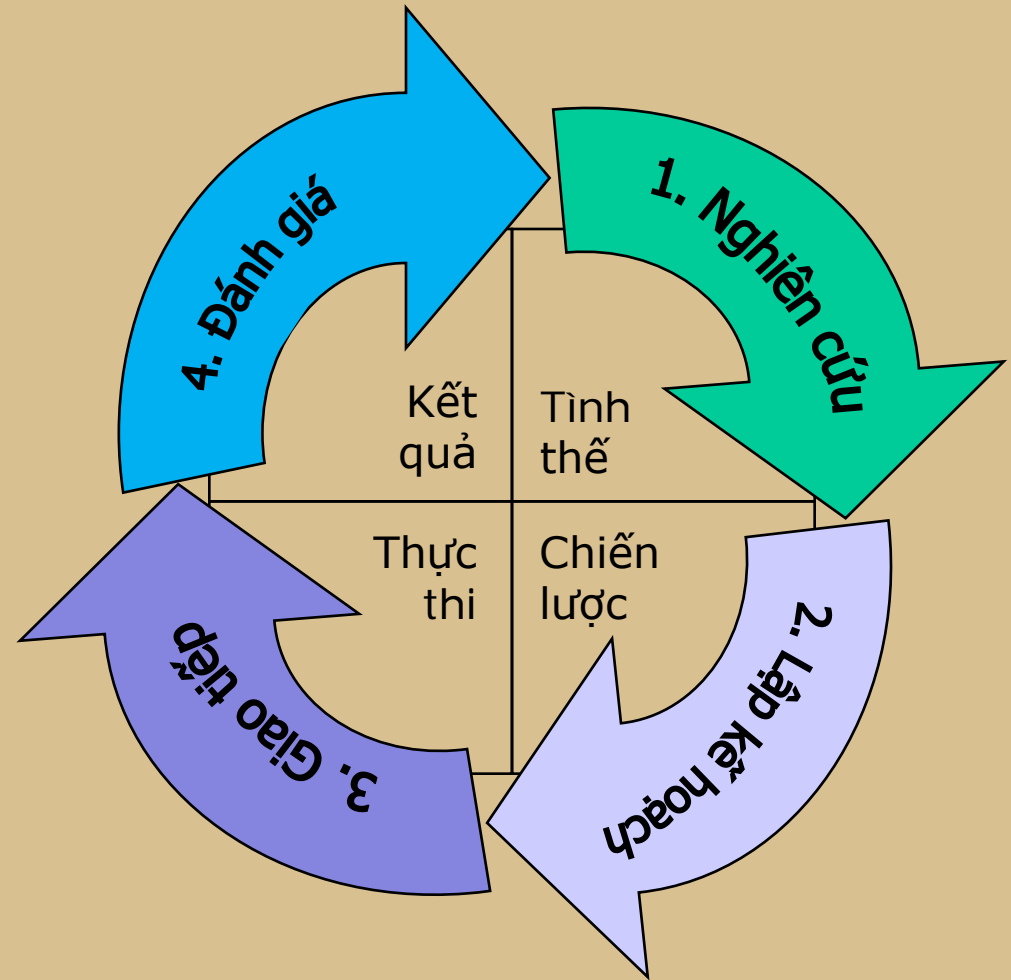 1. Nghiên cứu
2. Lập kế hoạch
3. Giao tiếp
4. Đánh giá
Kết
quả
Tình
thế
Thực
thi
Chiến
lược